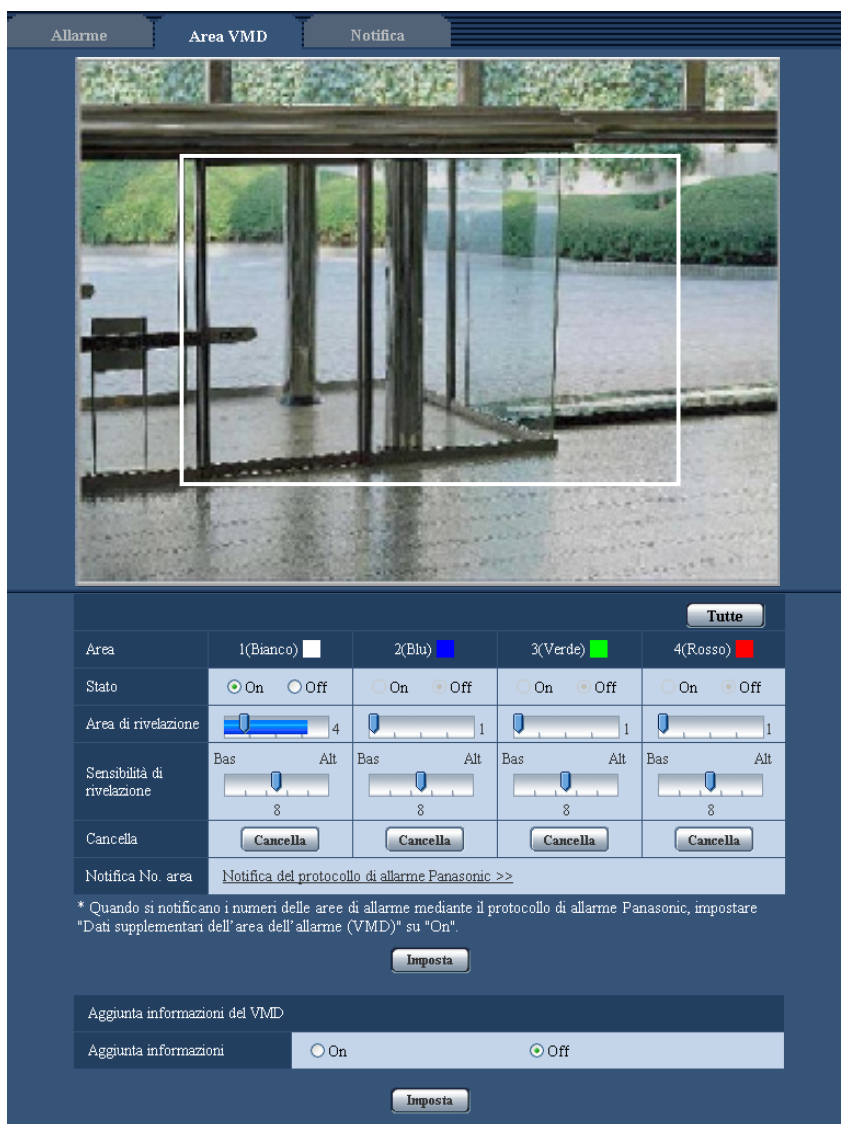 Allarme Area VMD Notifica
Tutte
Area 1(Bianco) 2(Blu) 3(Verde) 4(Rosso)
Stato On Off On Off On Off On Off
Area di rivelazione 4 1 1 1
Bas Alt Bas Alt Bas Alt Bas Alt
Sensibilità di
rivelazione
8 8 8 8
Cancella Cancella Cancella Cancella Cancella
Notifica No. area Notifica del protocollo di allarme Panasonic >>
* Quando si notificano i numeri delle aree di allarme mediante il protocollo di allarme Panasonic, impostare
"Dati supplementari dell'area dell'allarme (VMD)" su "On".
Imposta
Aggiunta informazioni del VMD
Aggiunta informazioni On Off
Imposta